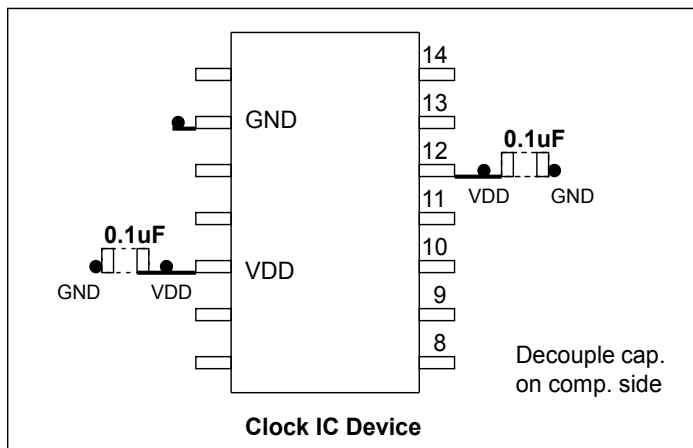 14
13
GND
12
0.1uF
VDD
GND
11
0.1uF
10
VDD
GND
VDD
9
8
Decouple cap.
on comp. side
Clock IC Device